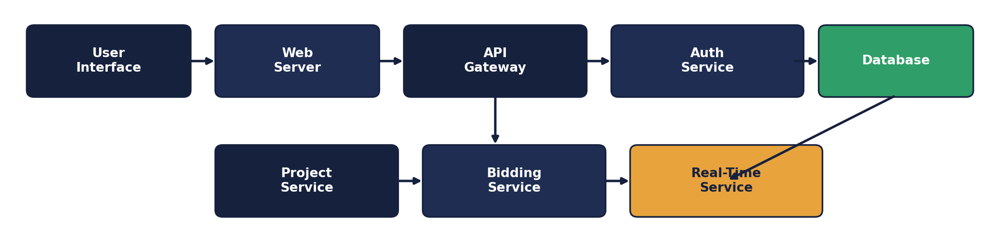 User
Interface
Web
Server
API
Gateway
Auth
Service
Database
Project
Service
Bidding
Service
Real-Time
Service